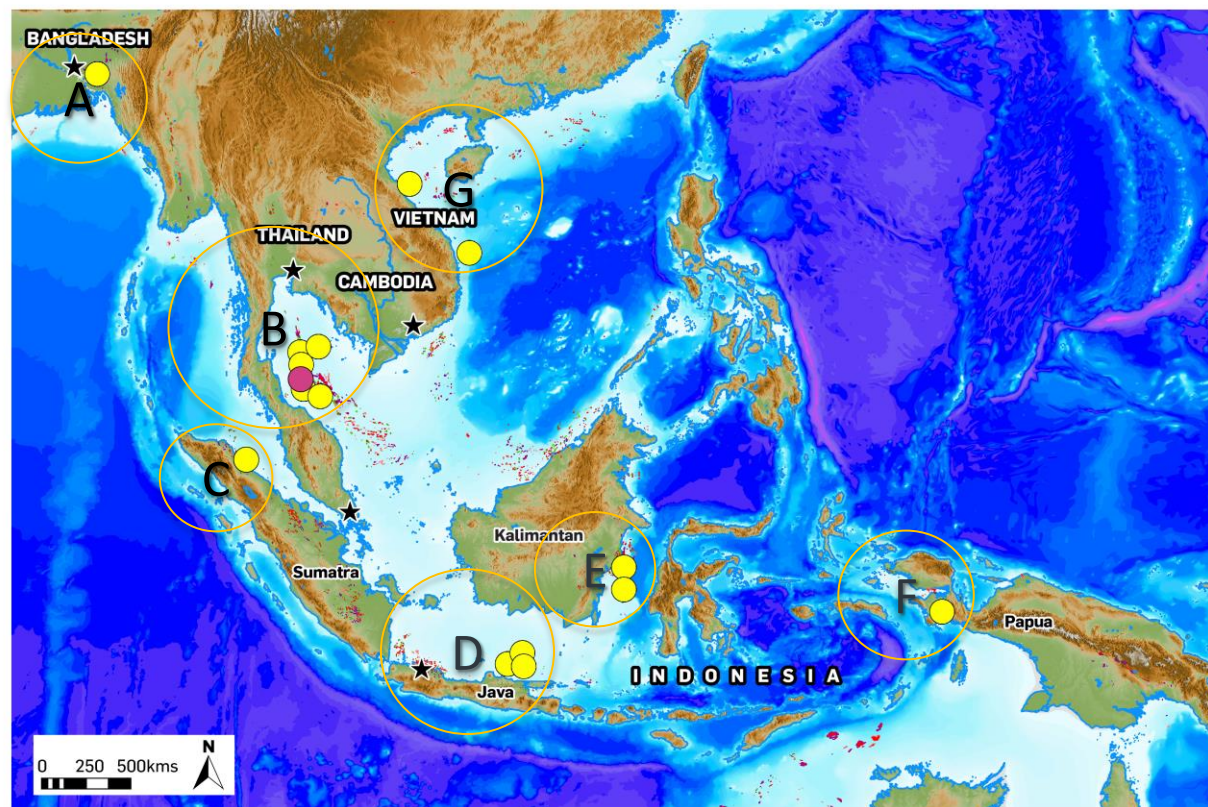 BANGLADESH
A
G
VIETNAM
THAILAND
CAMBODIA
B
C
Kalimantan
E
Sumatra
F
Papua
D
INDONESIA
Java
N
0 250 500kms